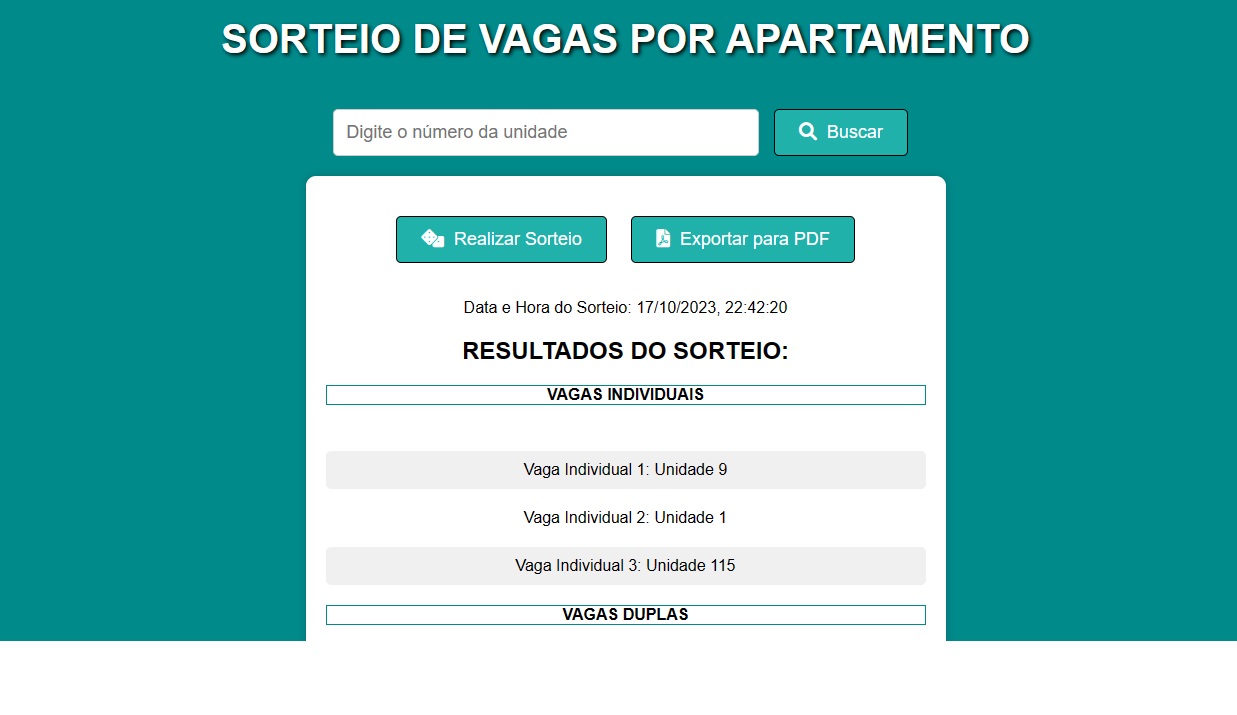 SORTEIO DE VAGAS POR APARTAMENTO
Digite o número da unidade
Buscar
Realizar Sorteio
Exportar para PDF
Data e Hora do Sorteio: 17/10/2023, 22:42:20
RESULTADOS DO SORTEIO:
VAGAS INDIVIDUAIS
Vaga Individual 1: Unidade 9
Vaga Individual 2: Unidade 1
Vaga Individual 3: Unidade 115
VAGAS DUPLAS